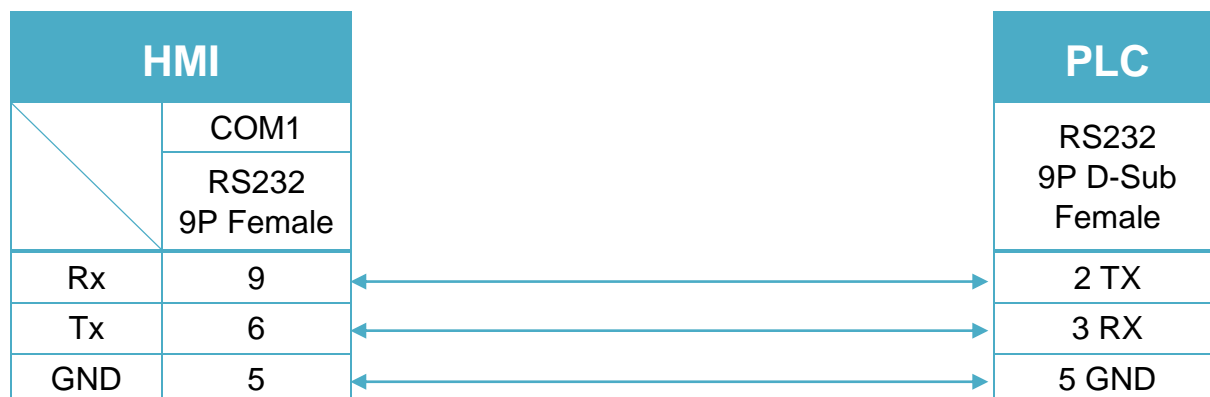 HMI PLC
COM1
RS232
9P Female
RS232
9P D-Sub
Female
Rx 9 2 TX
Tx 6 3 RX
GND 5 5 GND